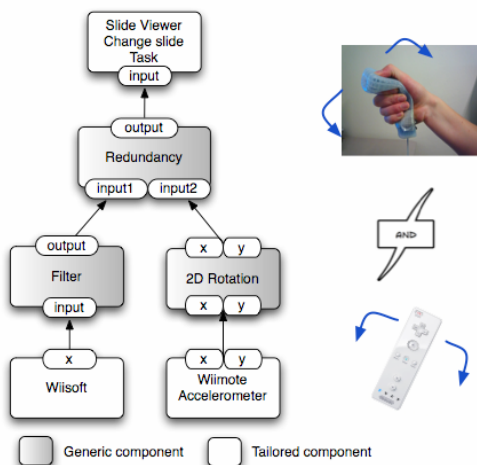 Slide Viewer
Change slide
Task
input
output
Redundancy
input1 input2
output
Filter
input
x
Wiisoft
x y
2D Rotation
x y
x y
Wiimote
Accelerometer
AND
Generic component
Tailored component